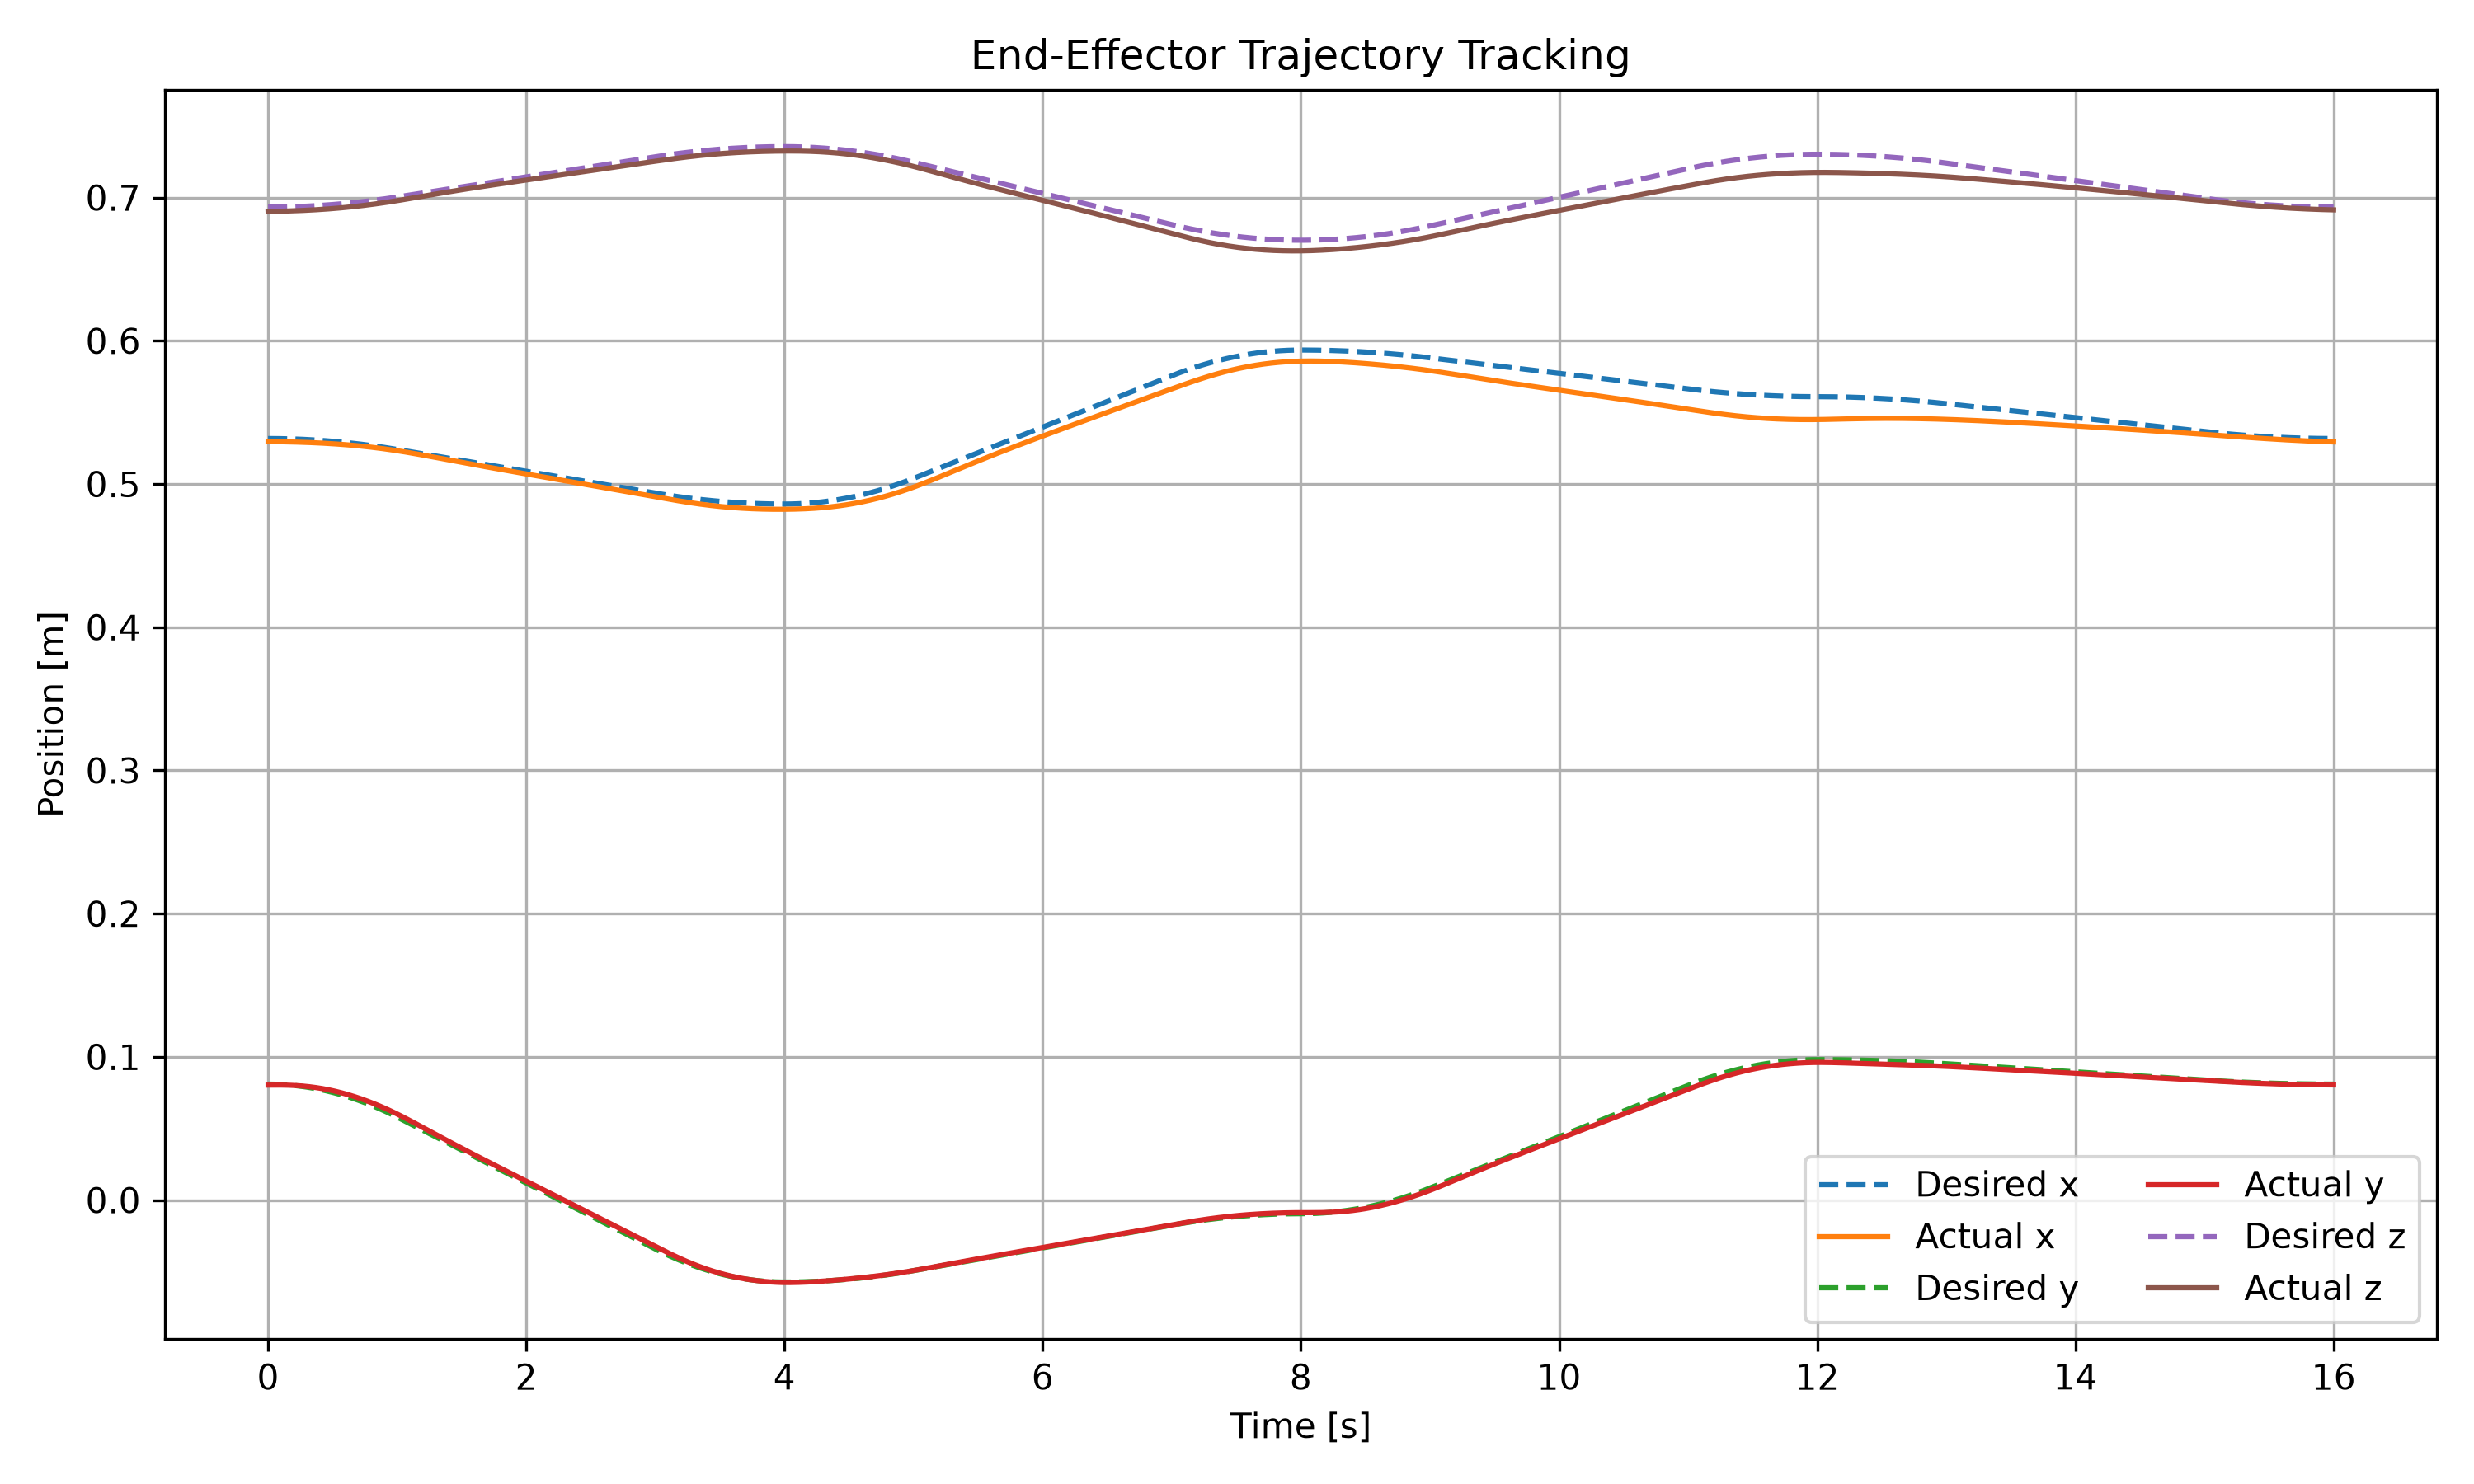 End-Effector Trajectory Tracking
Position [m]
0.7
0.6
0.5
0.4
0.3
0.2
0.1
0.0
0 2 4 6 8 10 12 14 16
Time [s]
Desired x
Actual x
Desired y
Actual y
Desired z
Actual z